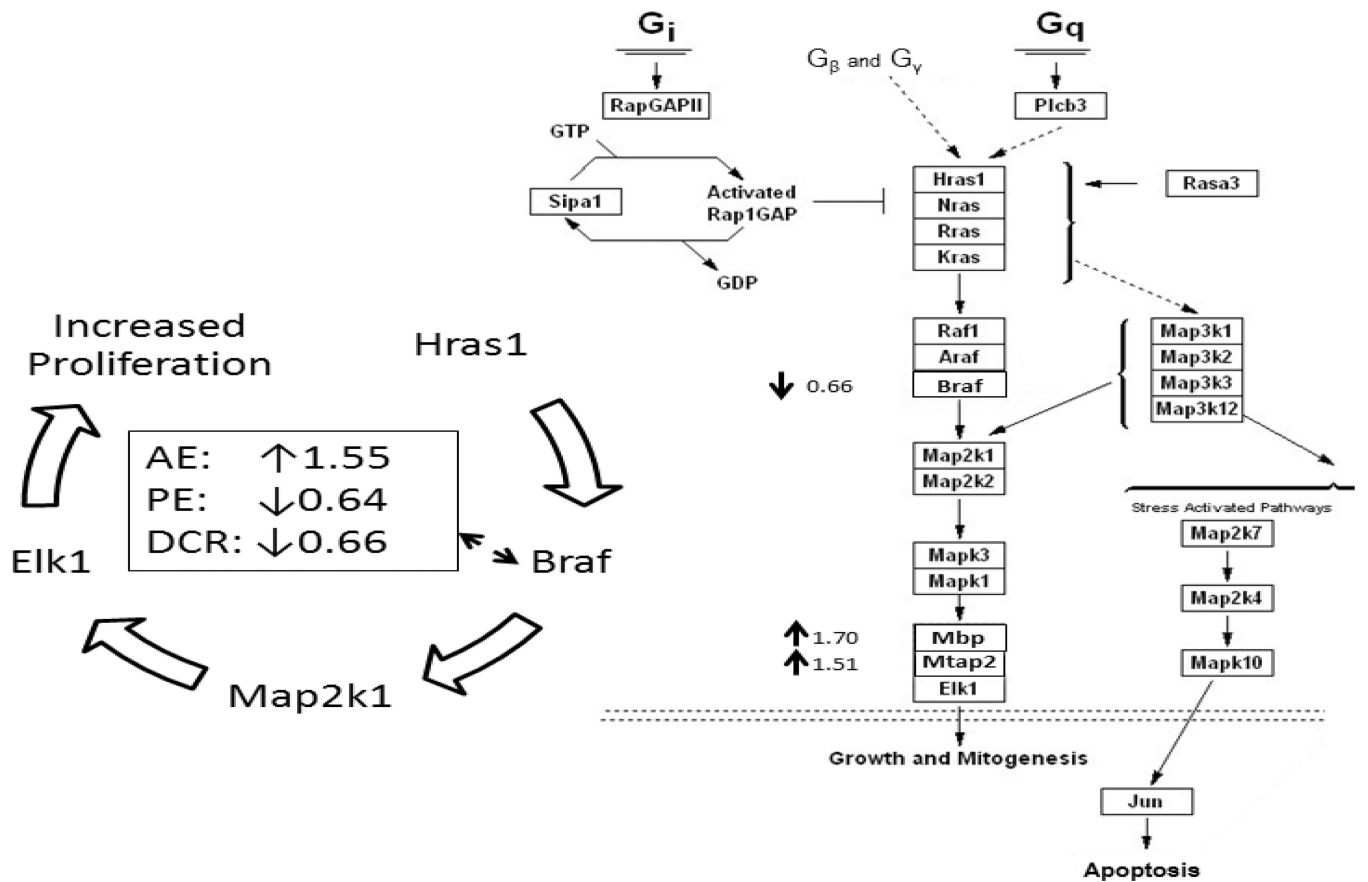 G_i
Gq
G_β and G_γ
RapGAPII
Plcb3
GTP
Sipa1
Activated
Rap1GAP
GDP
Hras1
Nras
Rras
Kras
Rasa3
Raf1
Araf
Braf
↓ 0.66
Map3k1
Map3k2
Map3k3
Map3k12
Map2k1
Map2k2
Stress Activated Pathways
Map2k7
Mapk3
Mapk1
Map2k4
↑ 1.70
Mbp
↑ 1.51
Mtap2
Elk1
Mapk10
Growth and Mitogenesis
Jun
Apoptosis
Increased
Proliferation
Hras1
AE: ↑1.55
PE: ↓0.64
DCR: ↓0.66
Elk1
Braf
Map2k1